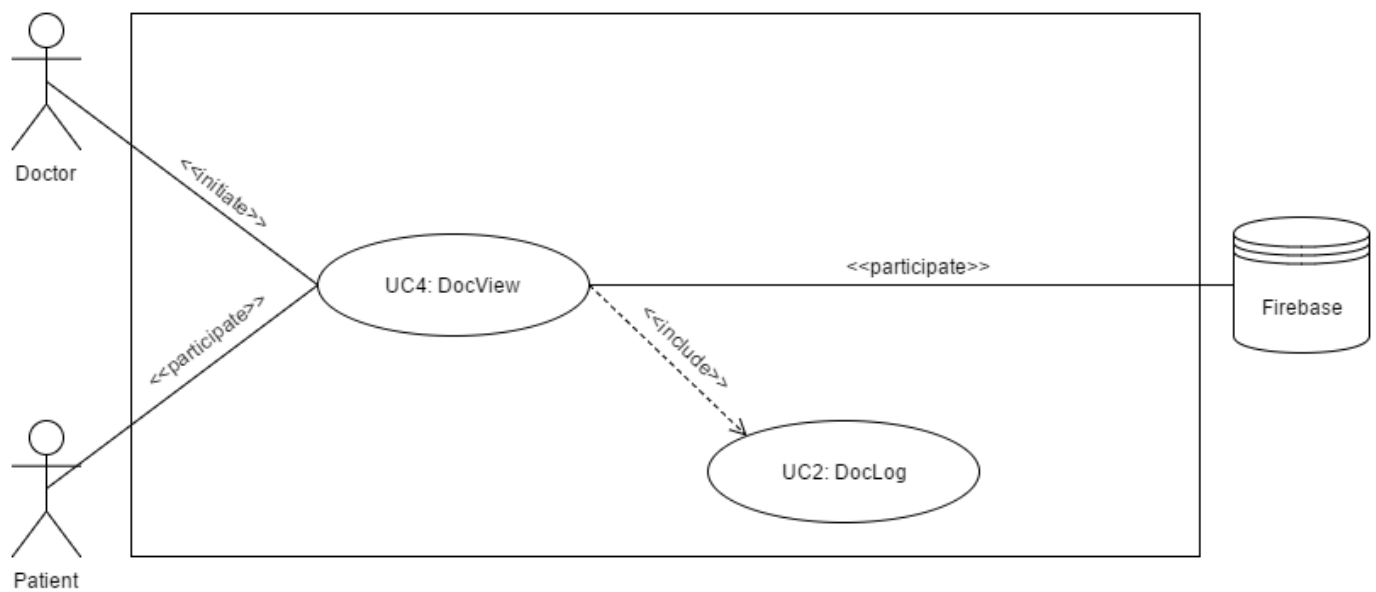 Doctor
<<initiate>>
UC4: DocView
<<participate>>
Firebase
<<participate>>
<<include>>
UC2: DocLog
Patient